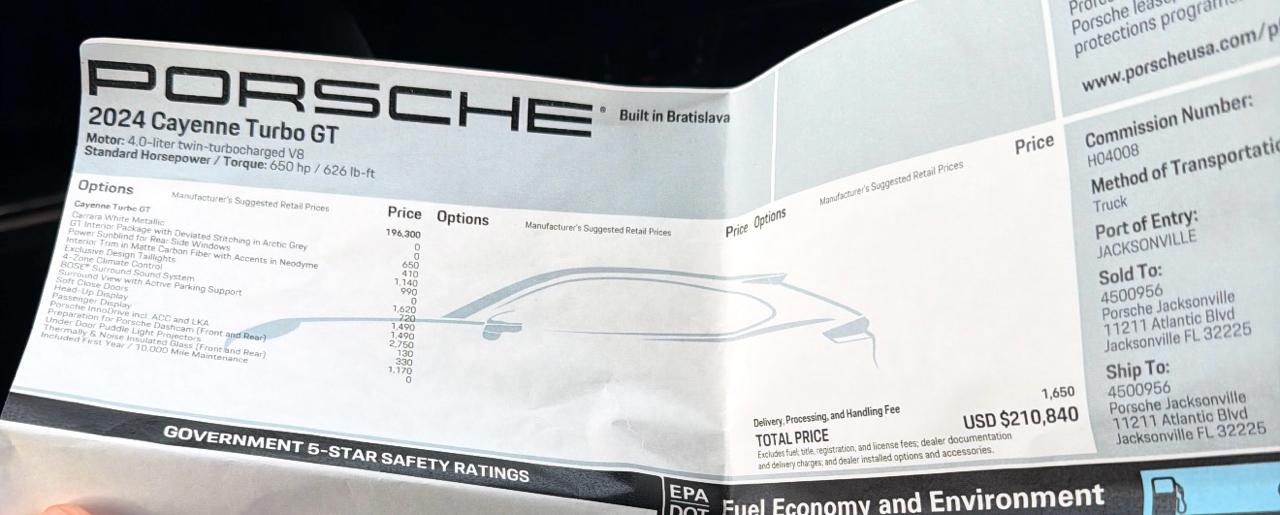 PORSCHE®
Built in Bratislava
2024 Cayenne Turbo GT
Motor: 4.0-liter twin-turbocharged V8
Standard Horsepower / Torque: 650 hp / 626 lb-ft
Options Manufacturer's Suggested Retail Prices Price
Cayenne Turbo GT 196,300
Carrara White Metallic 0
GT Interior Package with Deviated Stitching in Arctic Grey 0
Power Sunblind for Rear Side Windows 650
Interior Trim in Matte Carbon Fiber with Accents in Neodyme 410
Exclusive Design Taillights 1,140
4-Zone Climate Control 990
BOSE® Surround Sound System 0
Surround View with Active Parking Support 1,620
Soft Close Doors 720
Head-Up Display
Passenger Display 1,490
Porsche InnoDrive incl. ACC and LKA 1,490
Preparation for Porsche Dashcam (Front and Rear) 2,750
Under Door Puddle Light Projectors 130
Thermally & Noise Insulated Glass (Front and Rear) 330
Included First Year / 10,000 Mile Maintenance 1,170
0
Options Manufacturer's Suggested Retail Prices Price
Options Manufacturer's Suggested Retail Prices Price
Delivery, Processing, and Handling Fee 1,650
TOTAL PRICE USD $210,840
Excludes fuel, title, registration, and license fees; dealer documentation
and delivery charges; and dealer installed options and accessories.
Porsche lease,
protections program
www.porscheusa.com/p
Commission Number:
H04008
Method of Transportatio
Truck
Port of Entry:
JACKSONVILLE
Sold To:
4500956
Porsche Jacksonville
11211 Atlantic Blvd
Jacksonville FL 32225
Ship To:
4500956
Porsche Jacksonville
11211 Atlantic Blvd
Jacksonville FL 32225
GOVERNMENT 5-STAR SAFETY RATINGS
EPA
DOT
Fuel Economy and Environment